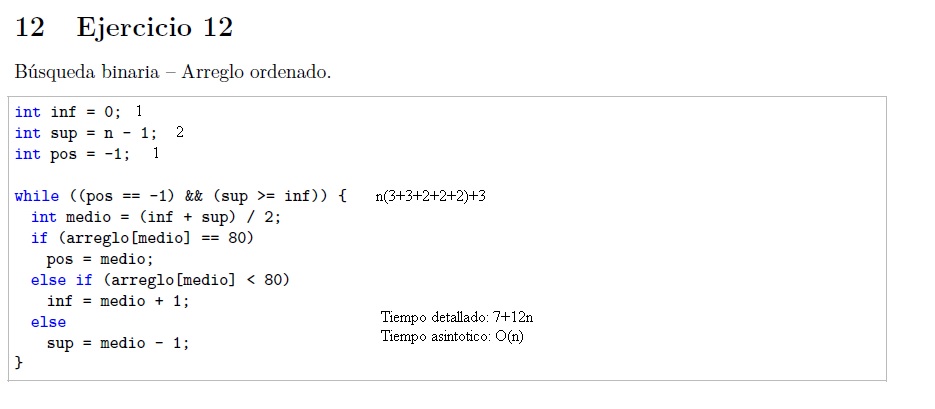 12 Ejercicio 12
Búsqueda binaria – Arreglo ordenado.
int inf = 0; 1
int sup = n - 1; 2
int pos = -1; 1
while ((pos == -1) && (sup >= inf)) { n(3+3+2+2+2)+3
int medio = (inf + sup) / 2;
if (arreglo[medio] == 80)
pos = medio;
else if (arreglo[medio] < 80)
inf = medio + 1;
else
sup = medio - 1;
}
Tiempo detallado: 7+12n
Tiempo asintotico: O(n)